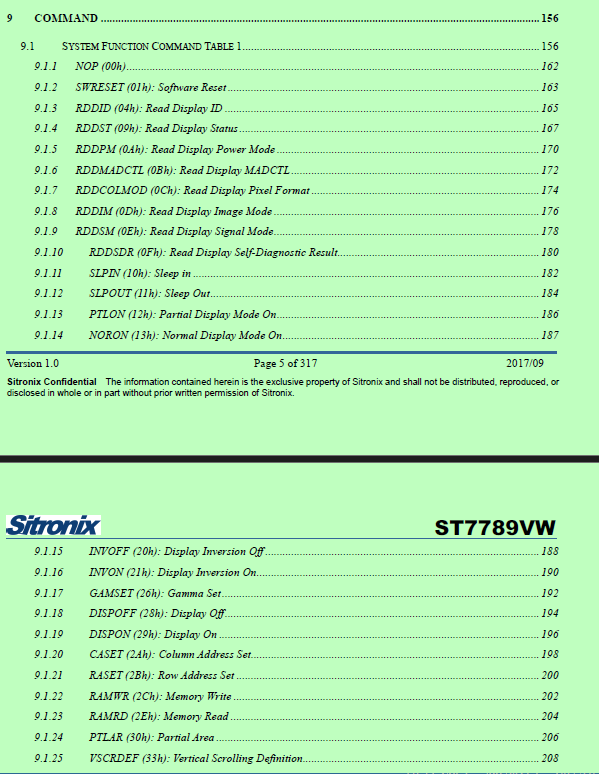 9 COMMAND ........ 156
9.1 SYSTEM FUNCTION COMMAND TABLE 1 ........ 156
9.1.1 NOP (00h) ........ 162
9.1.2 SWRESET (01h): Software Reset ........ 163
9.1.3 RDDID (04h): Read Display ID ........ 165
9.1.4 RDDST (09h): Read Display Status ........ 167
9.1.5 RDDPM (0Ah): Read Display Power Mode ........ 170
9.1.6 RDDMADCTL (0Bh): Read Display MADCTL ........ 172
9.1.7 RDDCOLMOD (0Ch): Read Display Pixel Format ........ 174
9.1.8 RDDIM (0Dh): Read Display Image Mode ........ 176
9.1.9 RDDSM (0Eh): Read Display Signal Mode ........ 178
9.1.10 RDDSDR (0Fh): Read Display Self-Diagnostic Result ........ 180
9.1.11 SLPIN (10h): Sleep in ........ 182
9.1.12 SLPOUT (11h): Sleep Out ........ 184
9.1.13 PTLON (12h): Partial Display Mode On ........ 186
9.1.14 NORON (13h): Normal Display Mode On ........ 187
Version 1.0 Page 5 of 317 2017/09
Sitronix Confidential The information contained herein is the exclusive property of Sitronix and shall not be distributed, reproduced, or
disclosed in whole or in part without prior written permission of Sitronix.
Sitronix ST7789VW
9.1.15 INVOFF (20h): Display Inversion Off ........ 188
9.1.16 INVON (21h): Display Inversion On ........ 190
9.1.17 GAMSET (26h): Gamma Set ........ 192
9.1.18 DISPOFF (28h): Display Off ........ 194
9.1.19 DISPON (29h): Display On ........ 196
9.1.20 CASET (2Ah): Column Address Set ........ 198
9.1.21 RASET (2Bh): Row Address Set ........ 200
9.1.22 RAMWR (2Ch): Memory Write ........ 202
9.1.23 RAMRD (2Eh): Memory Read ........ 204
9.1.24 PTLAR (30h): Partial Area ........ 206
9.1.25 VSCRDEF (33h): Vertical Scrolling Definition ........ 208